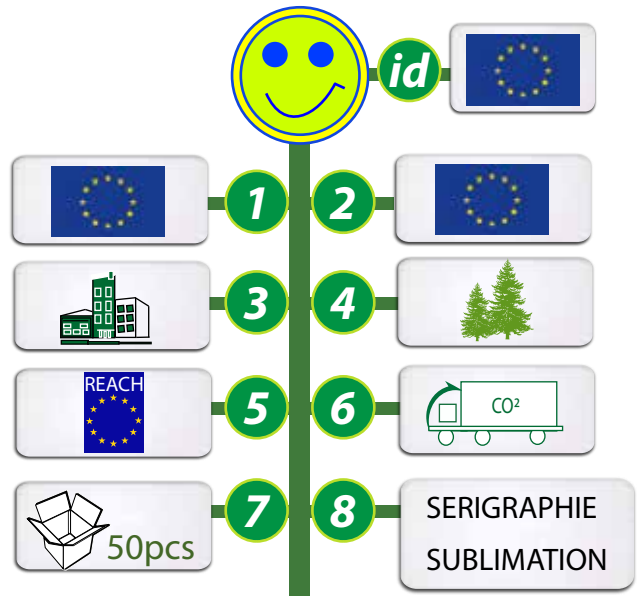 id
1
2
3
4
REACH
5
6
CO²
7
50pcs
8
SERIGRAPHIE
SUBLIMATION